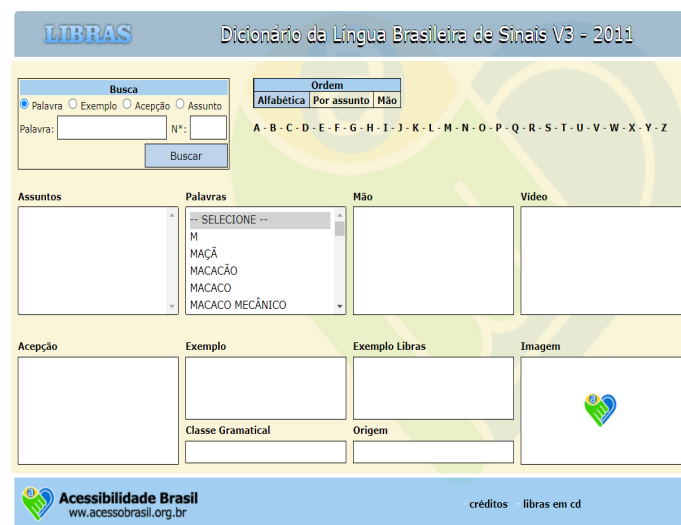 LIBRAS
Dicionário da Língua Brasileira de Sinais V3 - 2011
Busca
Palavra Exemplo Acepção Assunto
Palavra: N*:
Buscar
Ordem
Alfabética Por assunto Mão
A - B - C - D - E - F - G - H - I - J - K - L - M - N - O - P - Q - R - S - T - U - V - W - X - Y - Z
Assuntos
Palavras
-- SELECIONE --
M
MAÇÃ
MACACÃO
MACACO
MACACO MECÂNICO
Mão
Vídeo
Acepção
Exemplo
Exemplo Libras
Imagem
Classe Gramatical
Origem
Acessibilidade Brasil
www.acessobrasil.org.br
créditos libras em cd